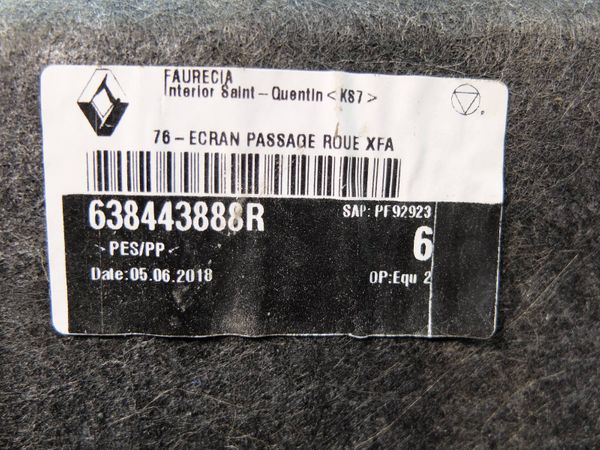 FAURECIA
Interior Saint-Quentin <K87>
76-ECRAN PASSAGE ROUE XFA
638443888R
SAP: PF92923
>PES/PP<
6
Date:05.06.2018
OP:Equ 2